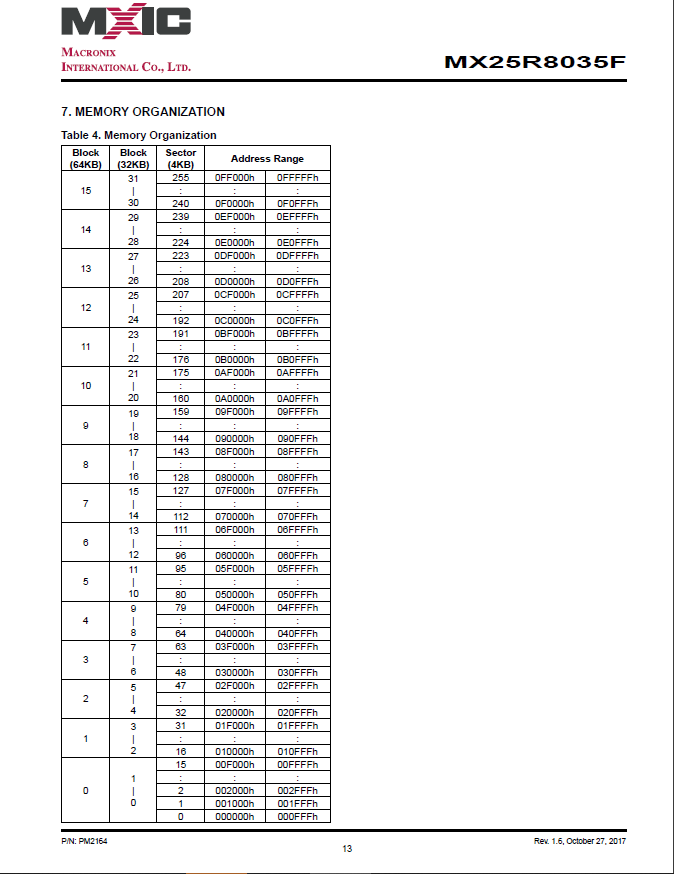 MXIC
MACRONIX
INTERNATIONAL CO., LTD.
MX25R8035F
7. MEMORY ORGANIZATION
Table 4. Memory Organization
Block (64KB) Block (32KB) Sector (4KB) Address Range
15 31 | 30 255 0FF000h 0FFFFFh
: : :
240 0F0000h 0F0FFFh
14 29 | 28 239 0EF000h 0EFFFFh
: : :
224 0E0000h 0E0FFFh
13 27 | 26 223 0DF000h 0DFFFFh
: : :
208 0D0000h 0D0FFFh
12 25 | 24 207 0CF000h 0CFFFFh
: : :
192 0C0000h 0C0FFFh
11 23 | 22 191 0BF000h 0BFFFFh
: : :
176 0B0000h 0B0FFFh
10 21 | 20 175 0AF000h 0AFFFFh
: : :
160 0A0000h 0A0FFFh
9 19 | 18 159 09F000h 09FFFFh
: : :
144 090000h 090FFFh
8 17 | 16 143 08F000h 08FFFFh
: : :
128 080000h 080FFFh
7 15 | 14 127 07F000h 07FFFFh
: : :
112 070000h 070FFFh
6 13 | 12 111 06F000h 06FFFFh
: : :
96 060000h 060FFFh
5 11 | 10 95 05F000h 05FFFFh
: : :
80 050000h 050FFFh
4 9 | 8 79 04F000h 04FFFFh
: : :
64 040000h 040FFFh
3 7 | 6 63 03F000h 03FFFFh
: : :
48 030000h 030FFFh
2 5 | 4 47 02F000h 02FFFFh
: : :
32 020000h 020FFFh
1 3 | 2 31 01F000h 01FFFFh
: : :
16 010000h 010FFFh
0 1 | 0 15 00F000h 00FFFFh
: : :
2 002000h 002FFFh
1 001000h 001FFFh
0 000000h 000FFFh
P/N: PM2164
13
Rev. 1.6, October 27, 2017